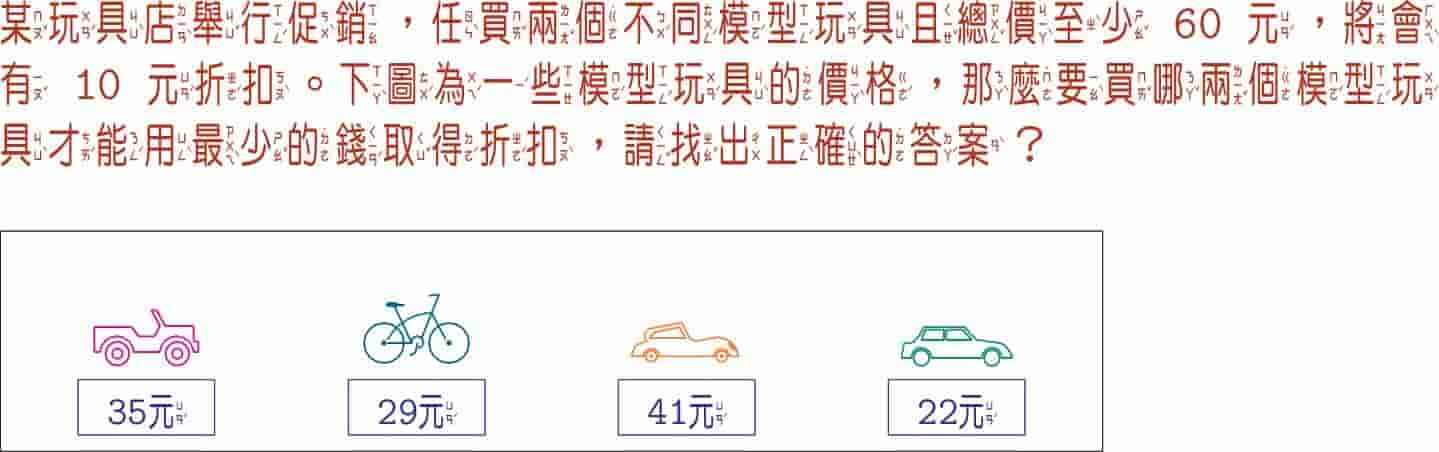 某玩具店舉行促銷，任買兩個不同模型玩具且總價至少 60 元，將會
有 10 元折扣。下圖為一些模型玩具的價格，那麼要買哪兩個模型玩
具才能用最少的錢取得折扣，請找出正確的答案？
35元 29元 41元 22元